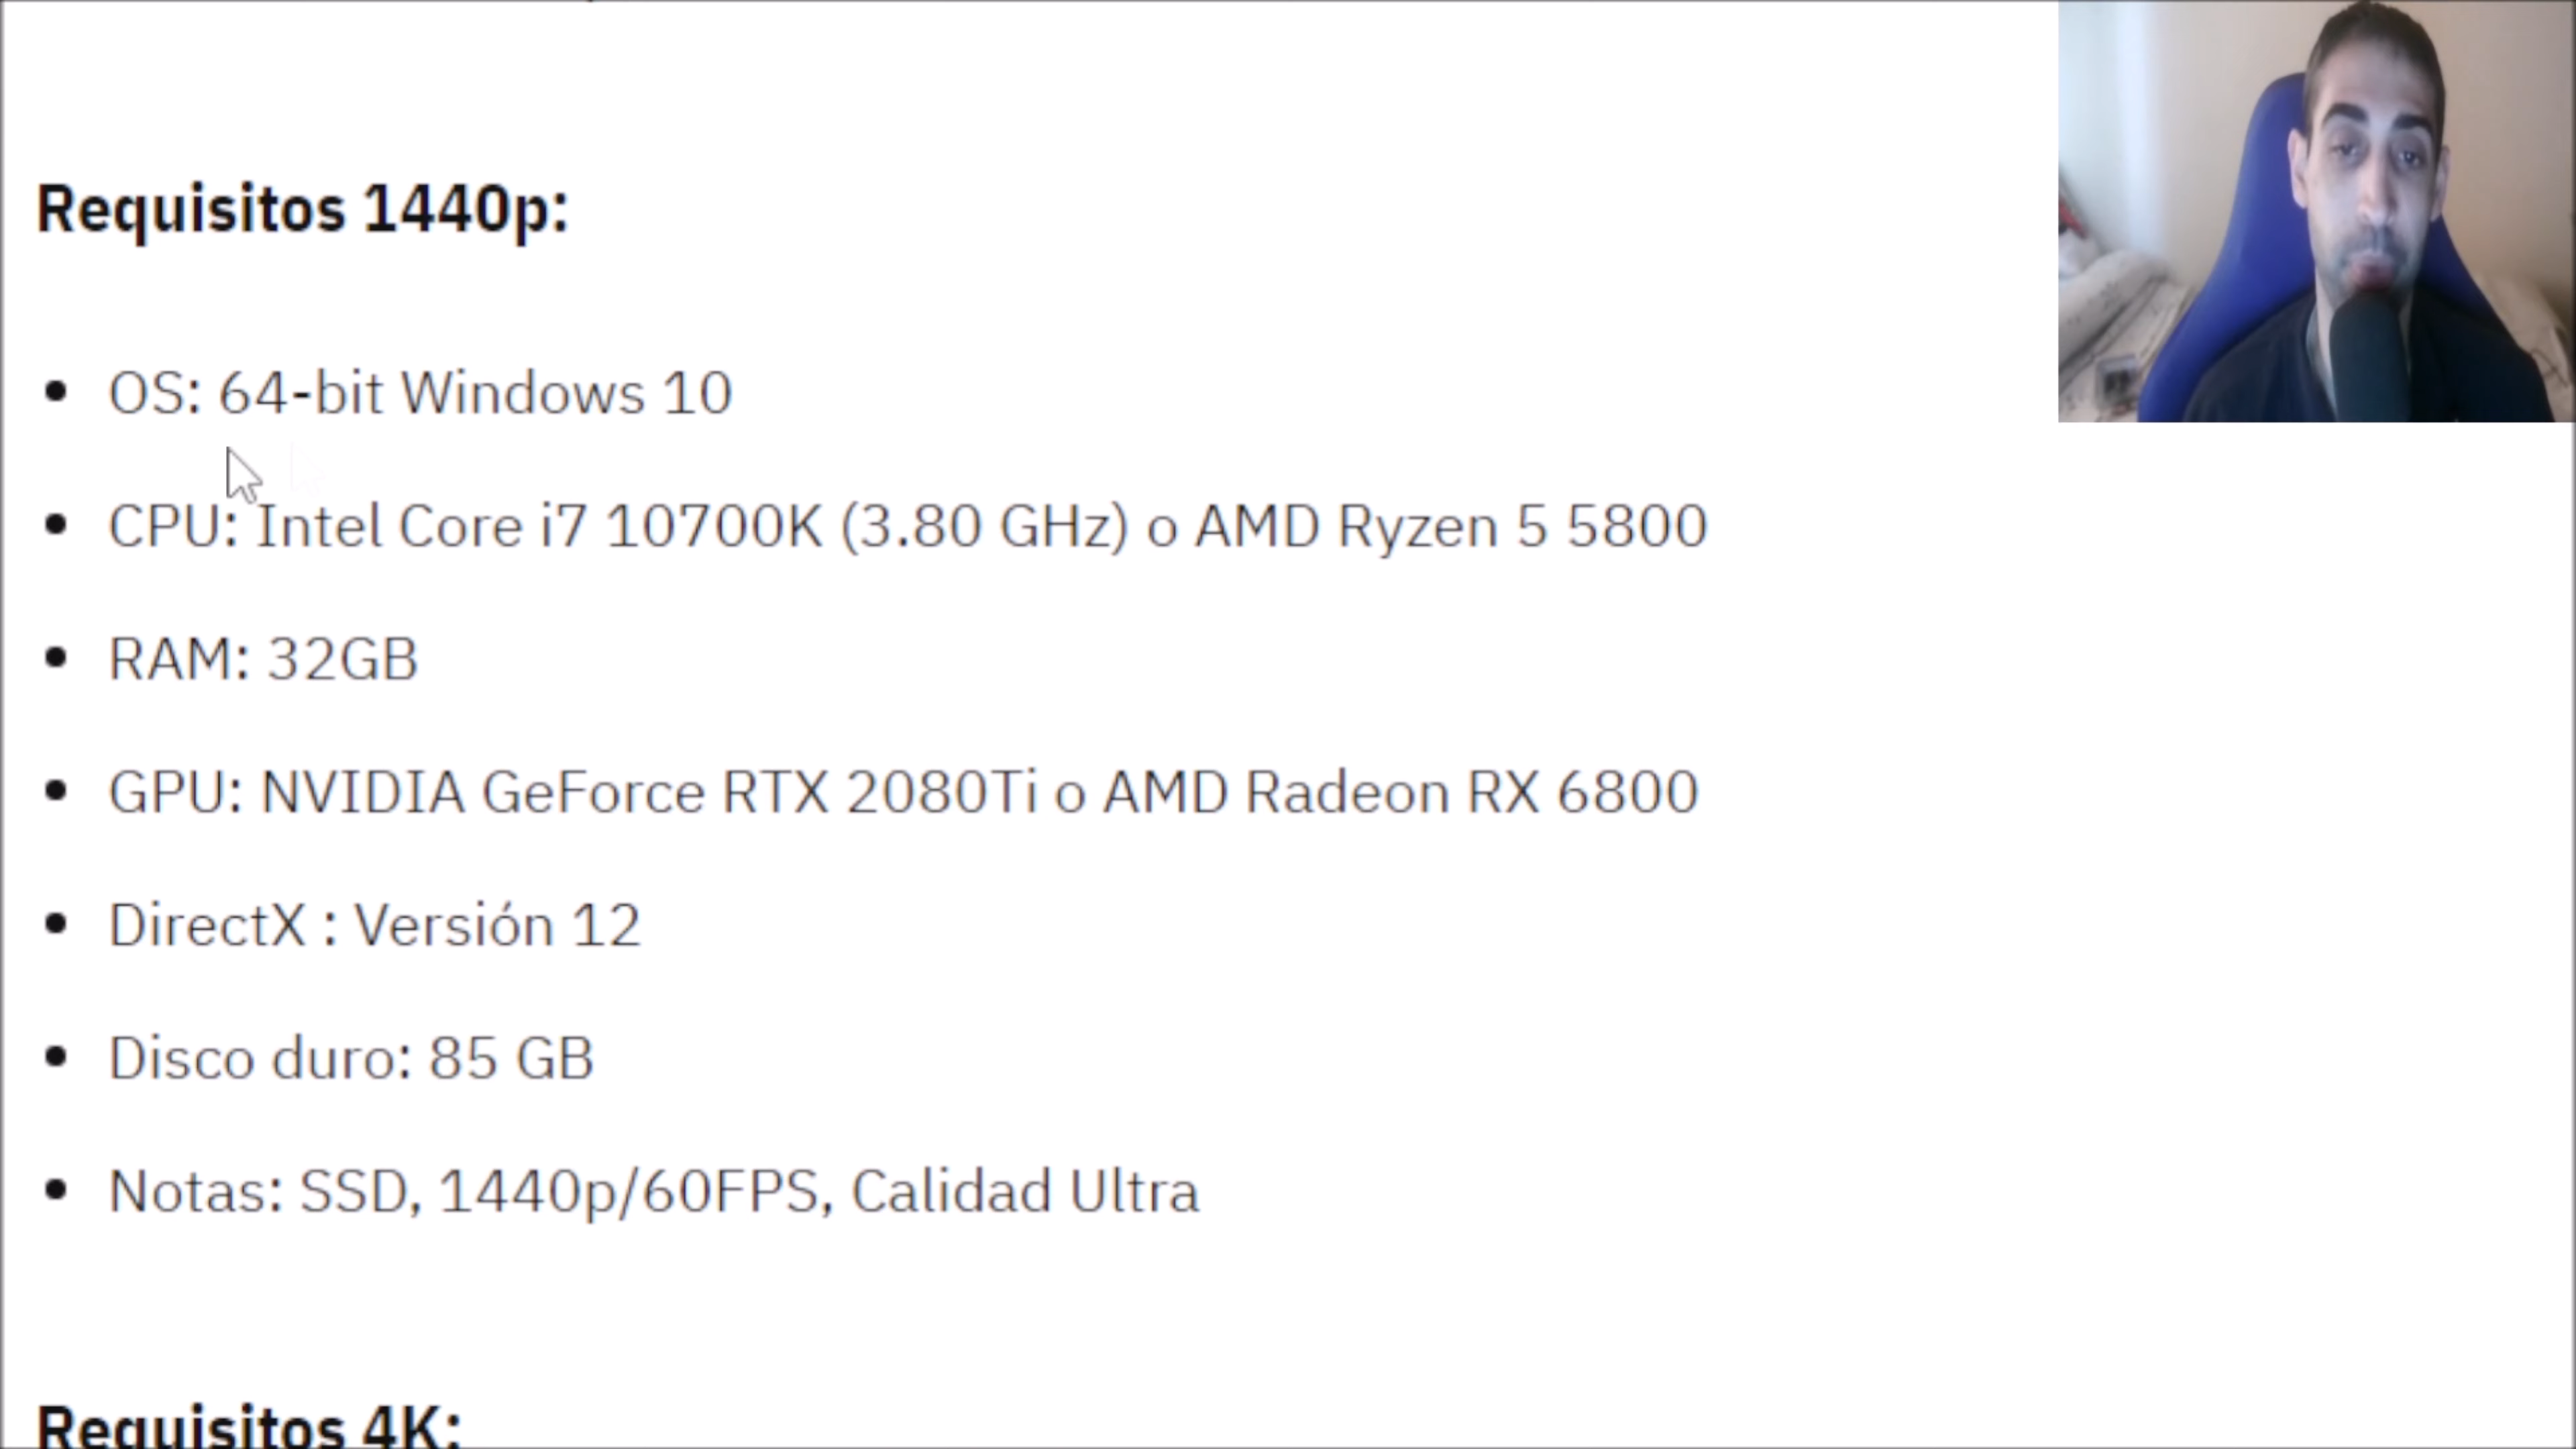 Requisitos 1440p:
OS: 64-bit Windows 10
CPU: Intel Core i7 10700K (3.80 GHz) o AMD Ryzen 5 5800
RAM: 32GB
GPU: NVIDIA GeForce RTX 2080Ti o AMD Radeon RX 6800
DirectX : Versión 12
Disco duro: 85 GB
Notas: SSD, 1440p/60FPS, Calidad Ultra
Requisitos 4K: